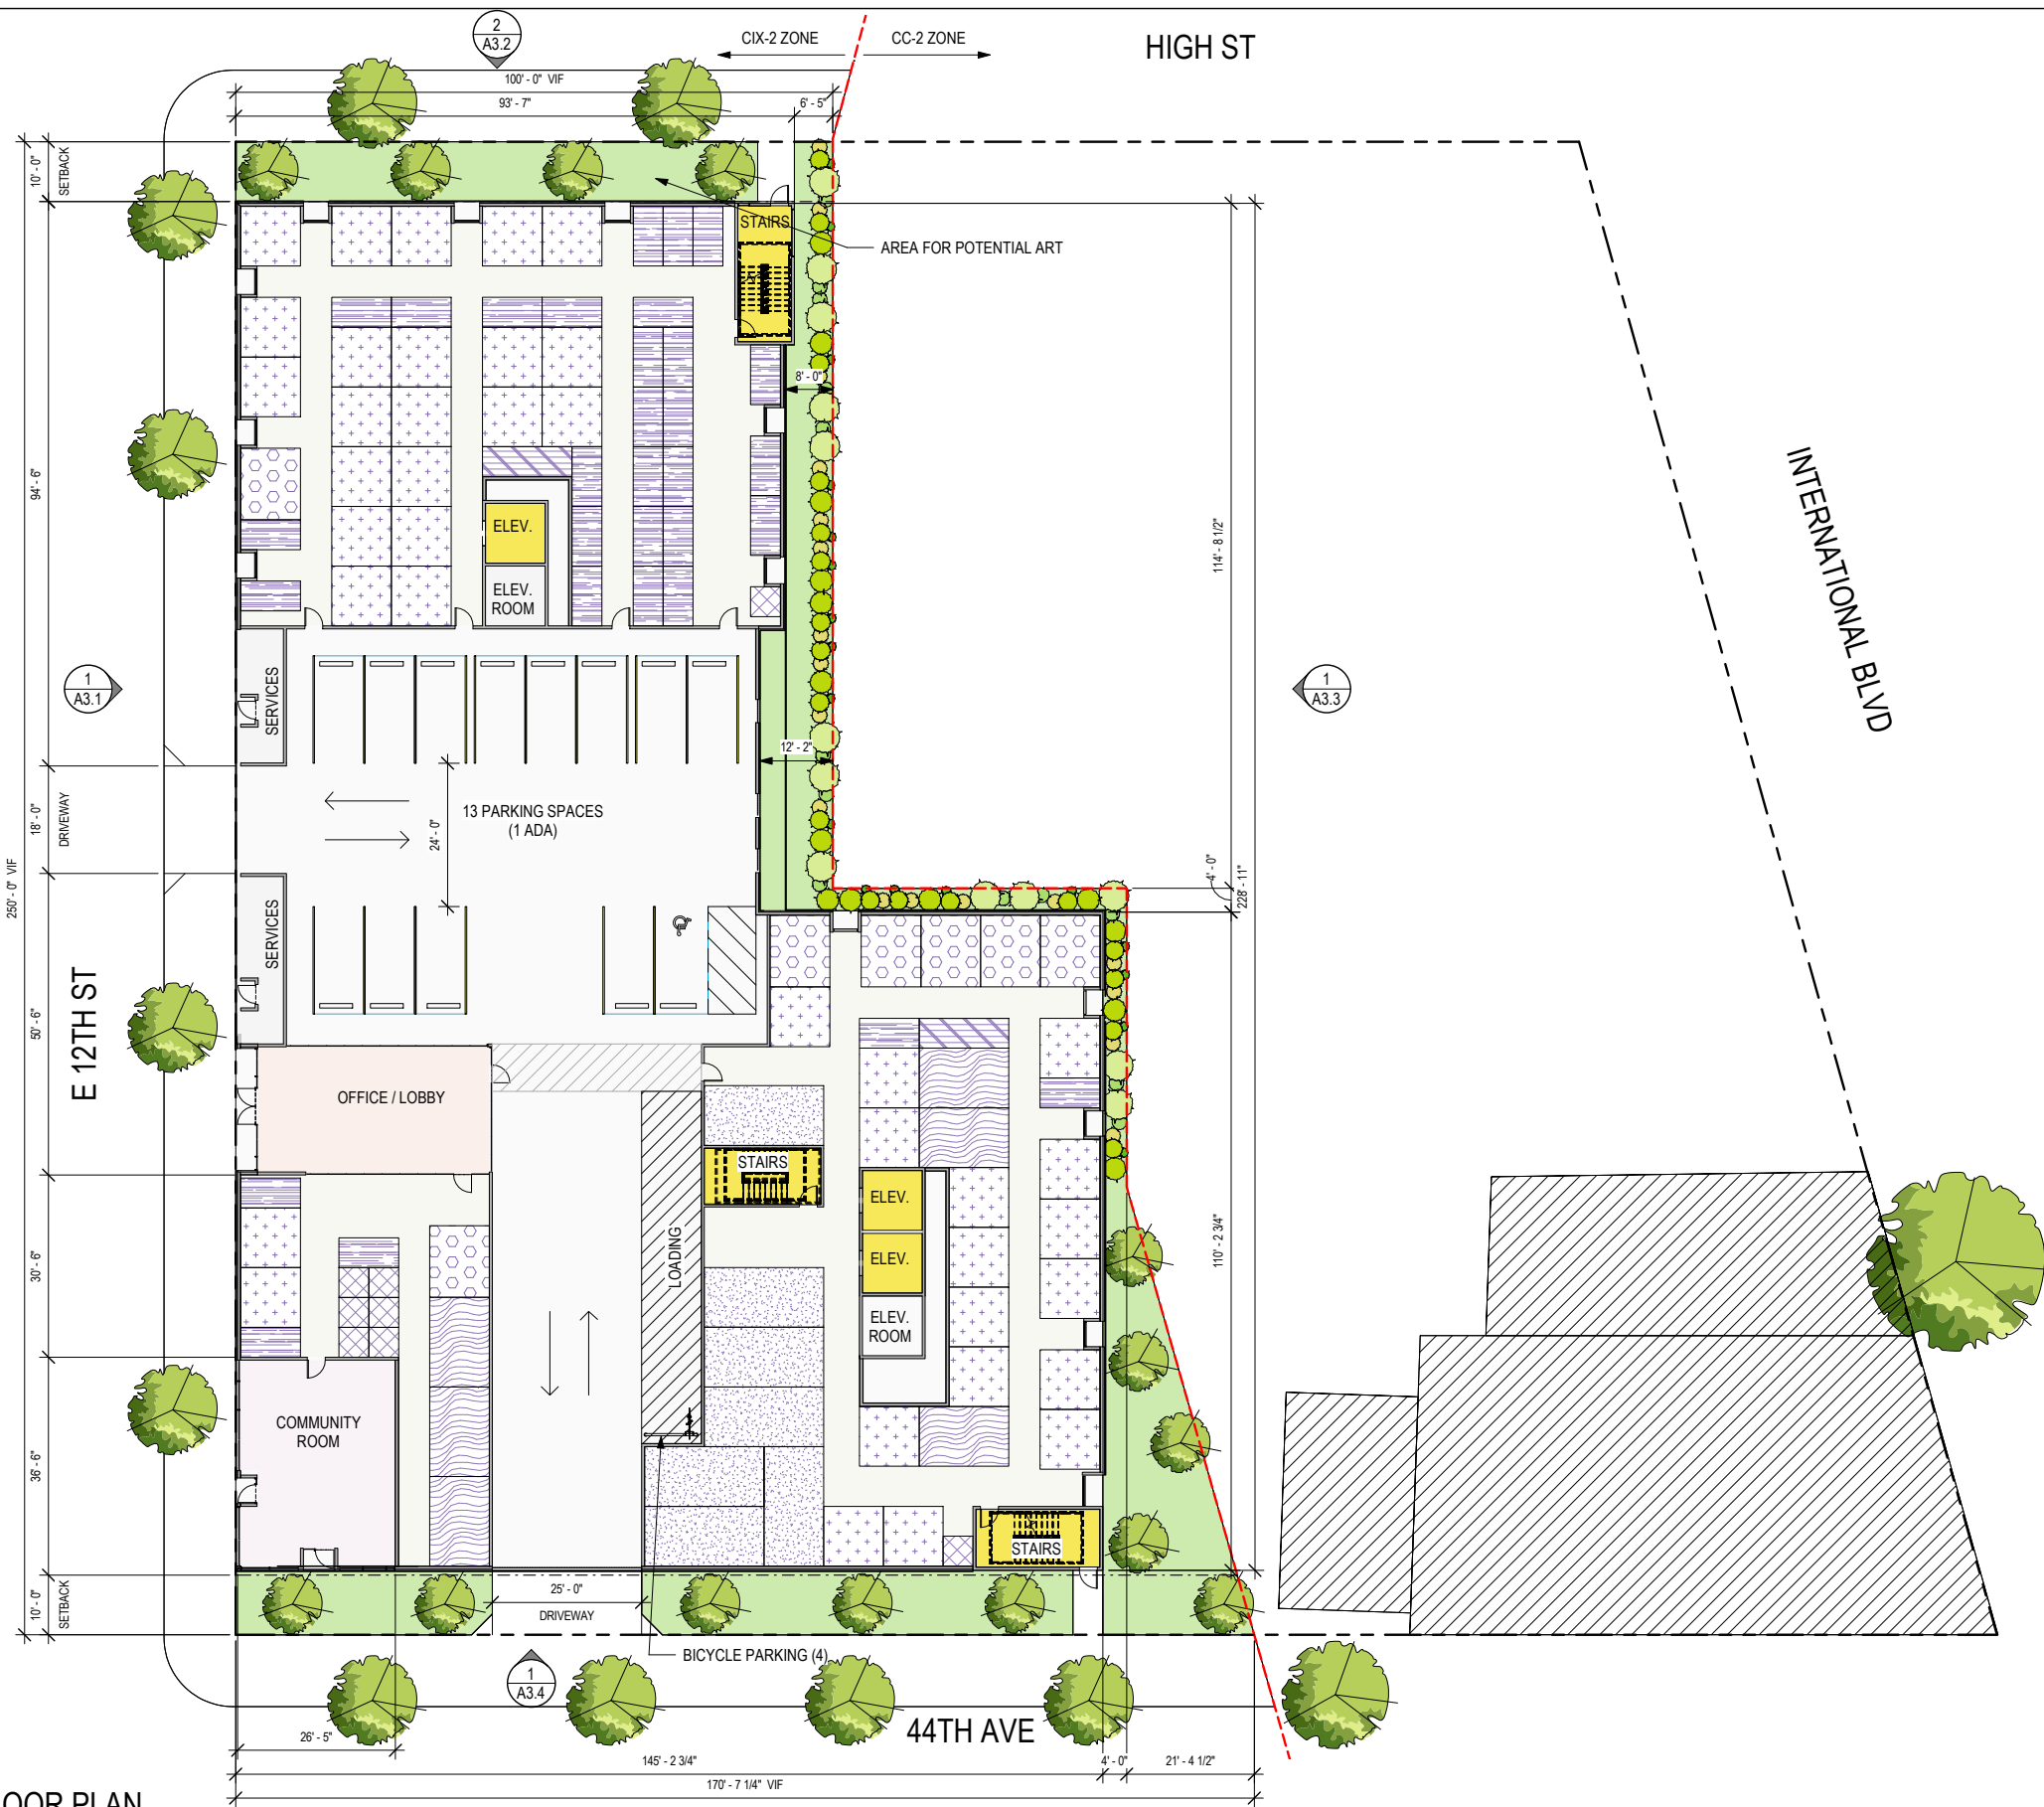 2
A3.2
CIX-2 ZONE
CC-2 ZONE
HIGH ST
100' - 0" VIF
93' - 7"
6' - 5"
10' - 0"
SETBACK
STAIRS
AREA FOR POTENTIAL ART
8' - 0"
94' - 6"
ELEV.
ELEV.
ROOM
114' - 8 1/2"
INTERNATIONAL BLVD
1
A3.1
SERVICES
1
A3.3
12' - 2"
18' - 0"
DRIVEWAY
13 PARKING SPACES
(1 ADA)
24' - 0"
250' - 0" VIF
4' - 0"
228' - 11"
SERVICES
50' - 6"
E 12TH ST
OFFICE / LOBBY
STAIRS
ELEV.
ELEV.
ELEV.
ROOM
LOADING
110' - 2 3/4"
30' - 6"
COMMUNITY
ROOM
36' - 6"
STAIRS
10' - 0"
SETBACK
25' - 0"
DRIVEWAY
BICYCLE PARKING (4)
1
A3.4
26' - 5"
44TH AVE
145' - 2 3/4"
4' - 0"
21' - 4 1/2"
170' - 7 1/4" VIF
OOR PLAN